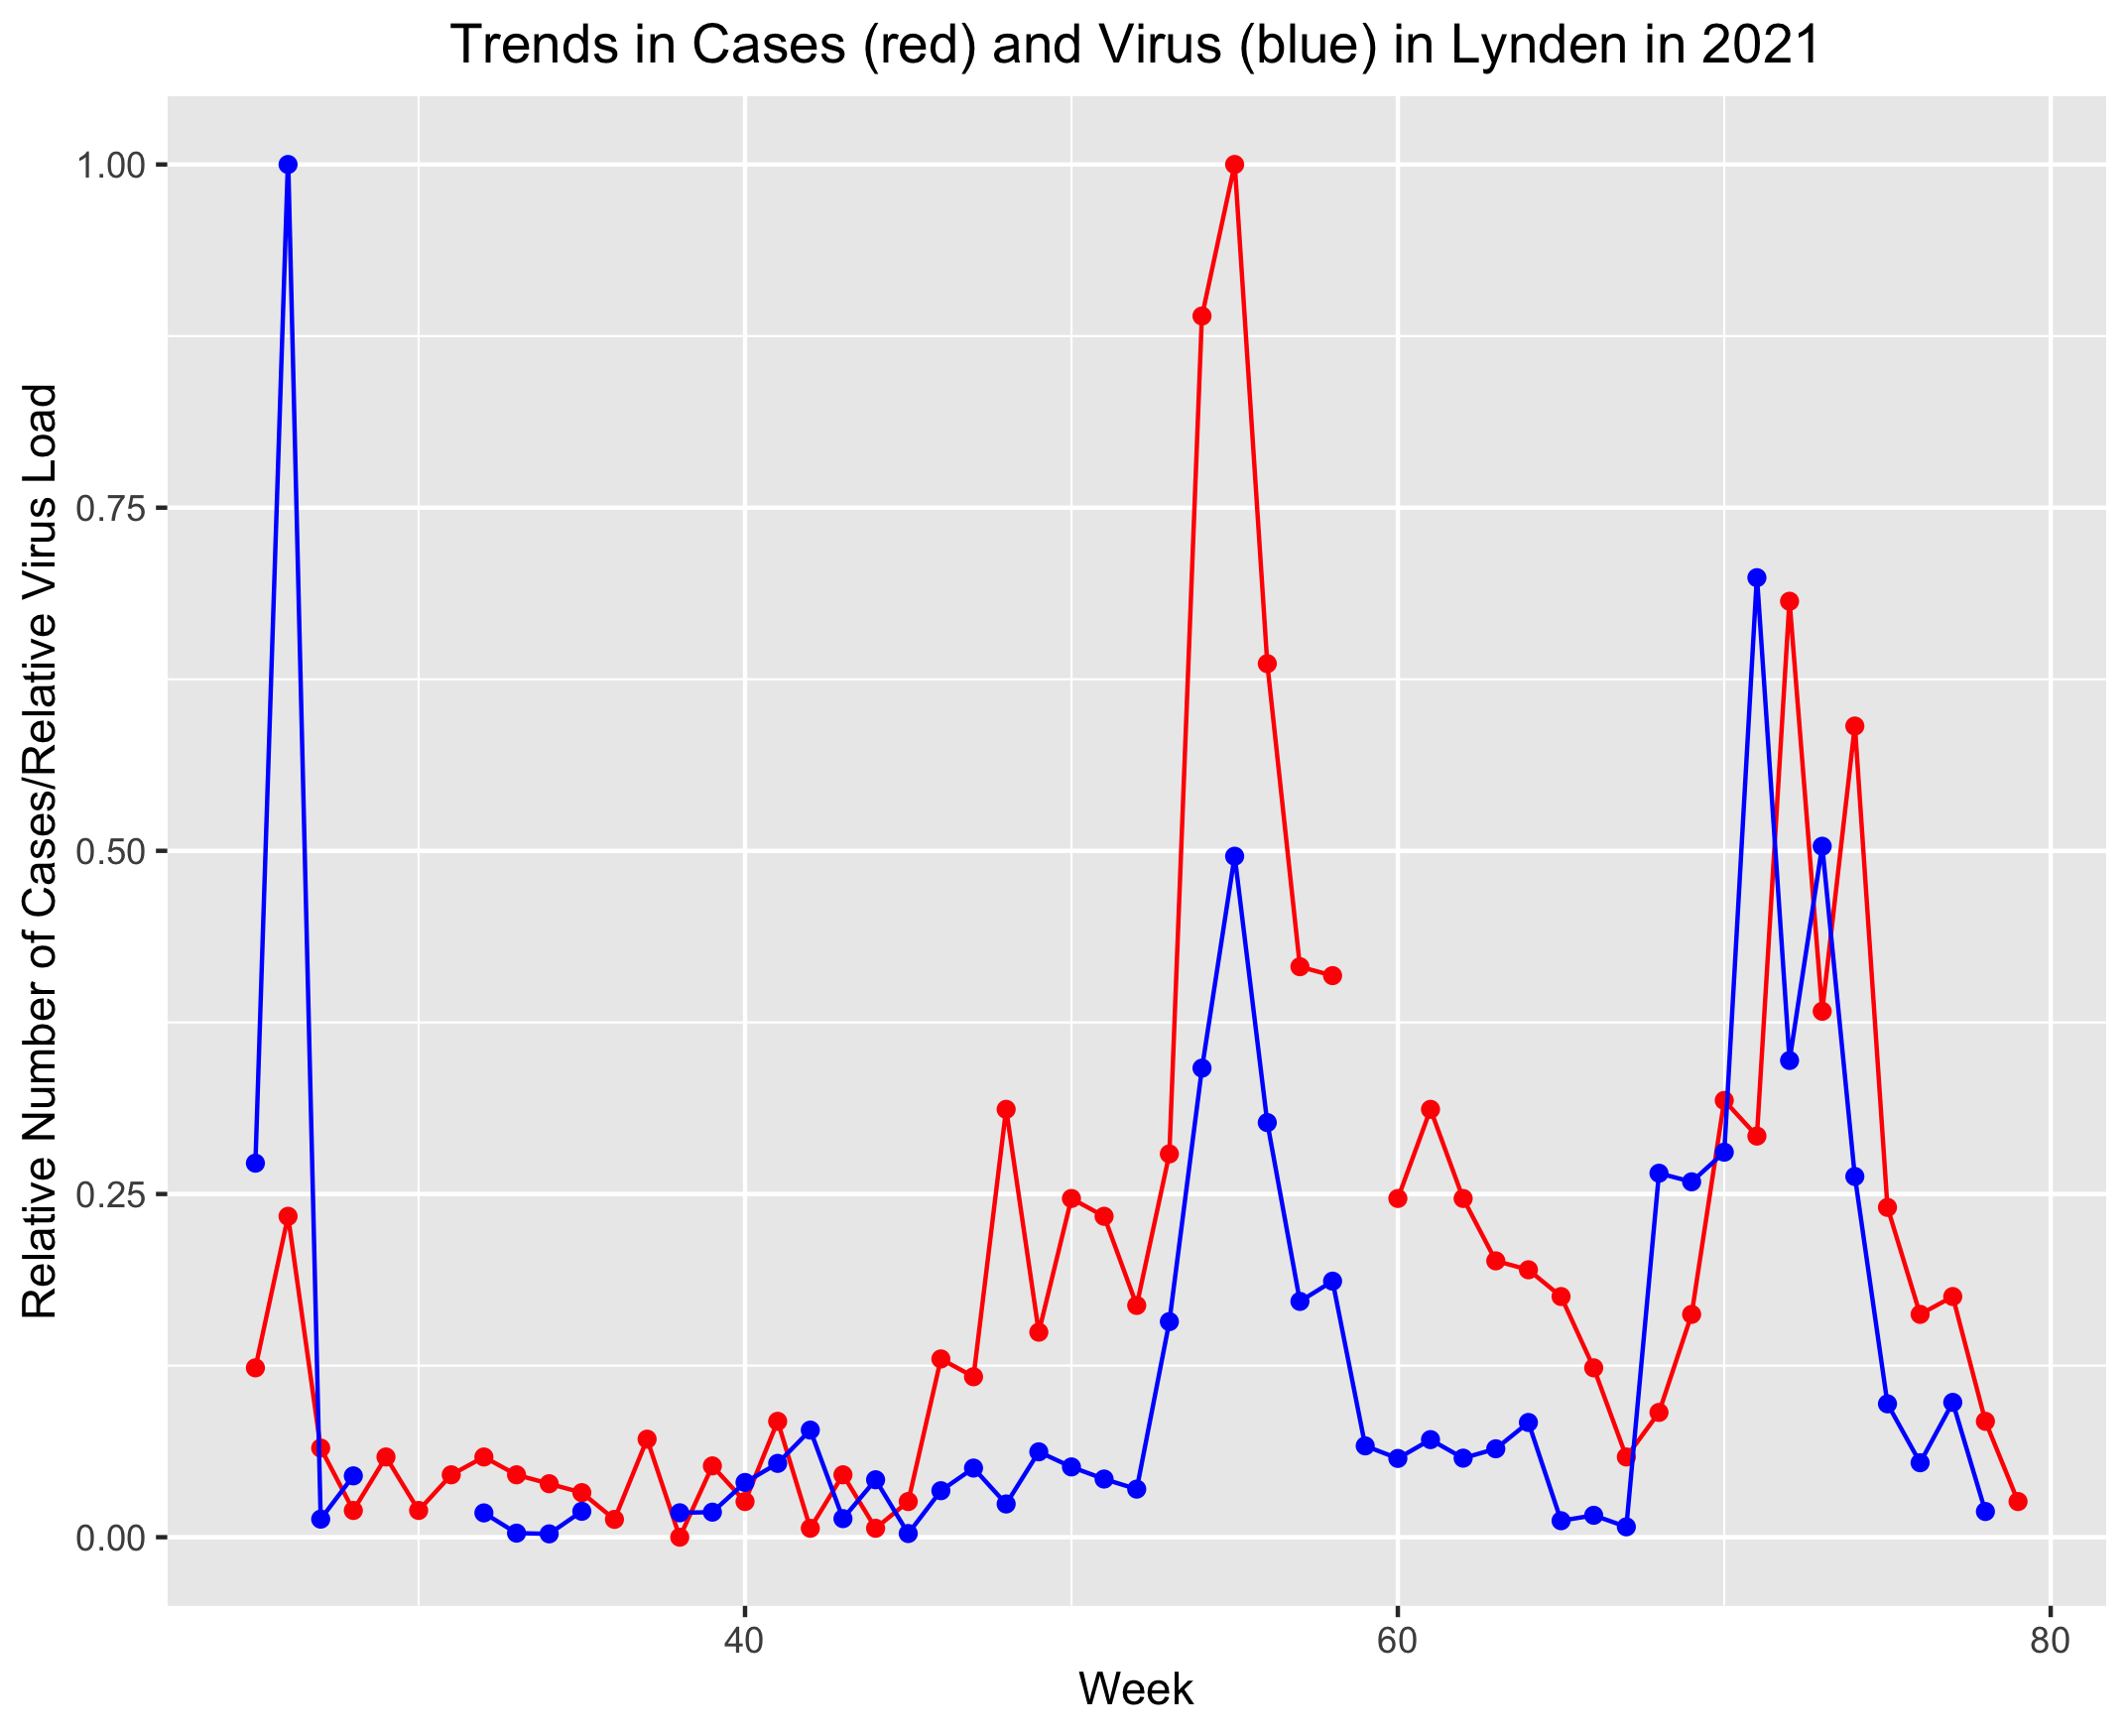 Trends in Cases (red) and Virus (blue) in Lynden in 2021
Relative Number of Cases/Relative Virus Load
1.00
0.75
0.50
0.25
0.00
40
60
80
Week